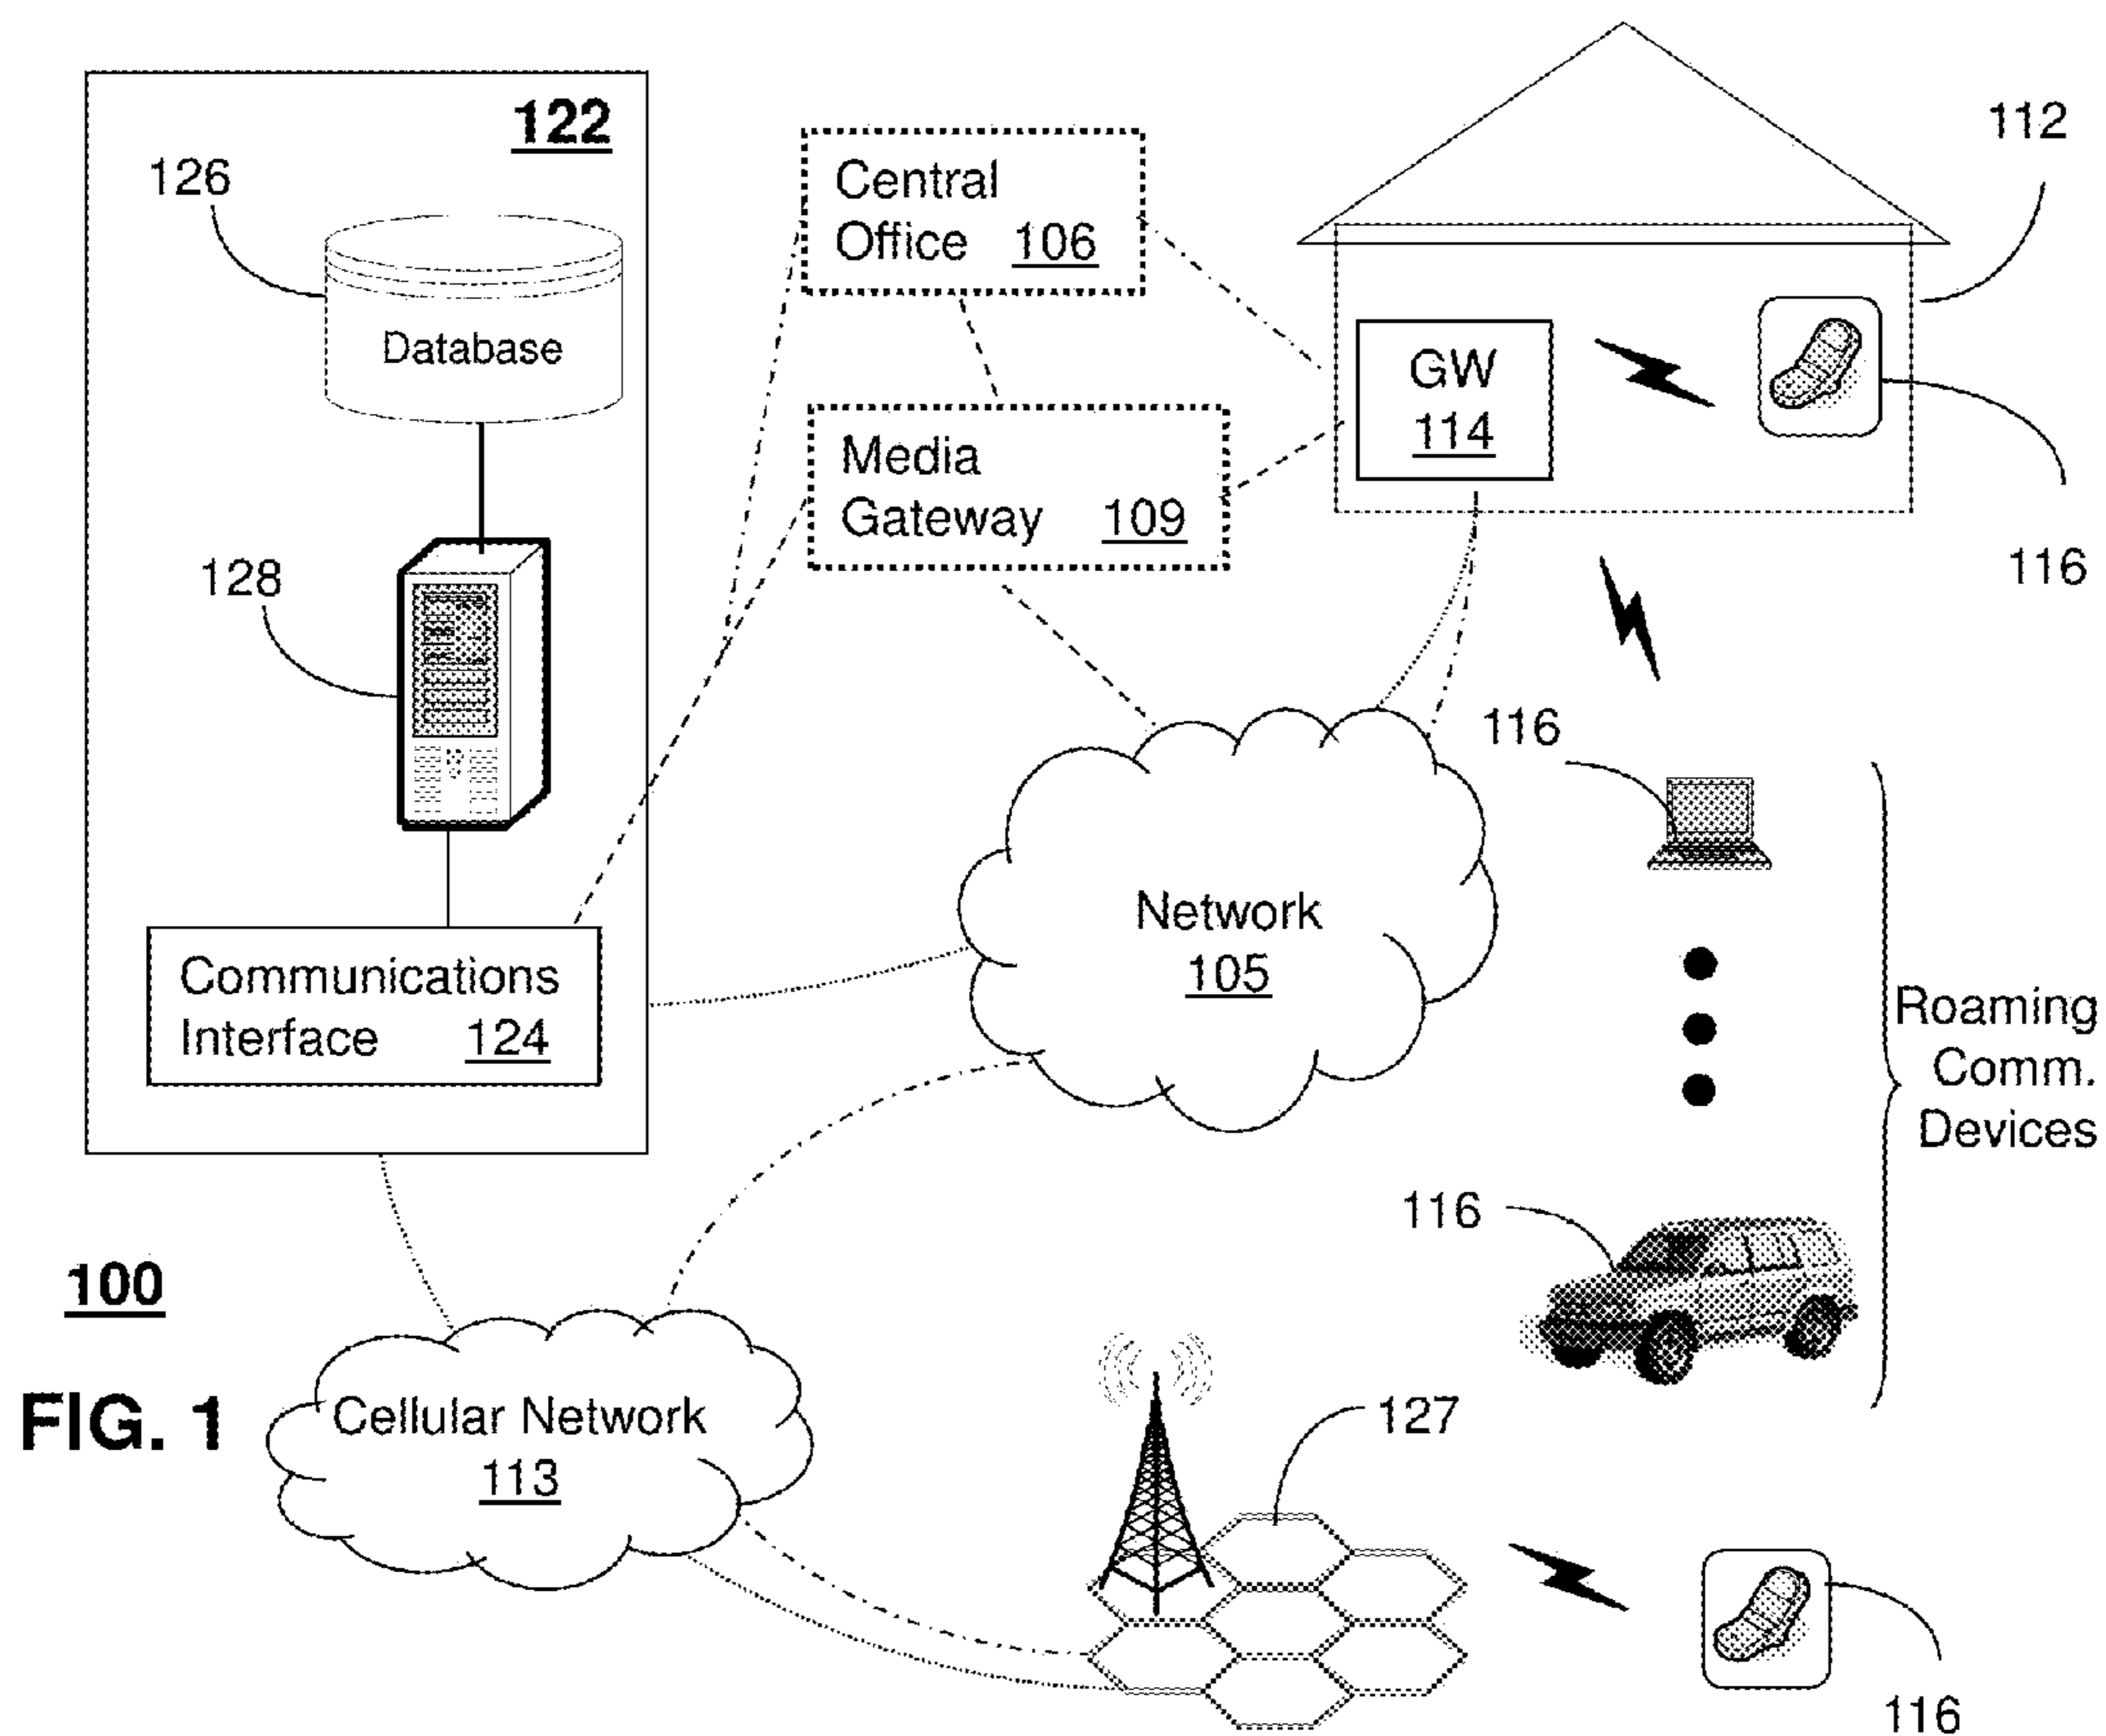 122
126
Database
128
Communications
Interface 124
Central
Office 106
Media
Gateway 109
112
GW
114
116
116
Network
105
Roaming
Comm.
Devices
116
100
FIG. 1
Cellular Network
113
127
116